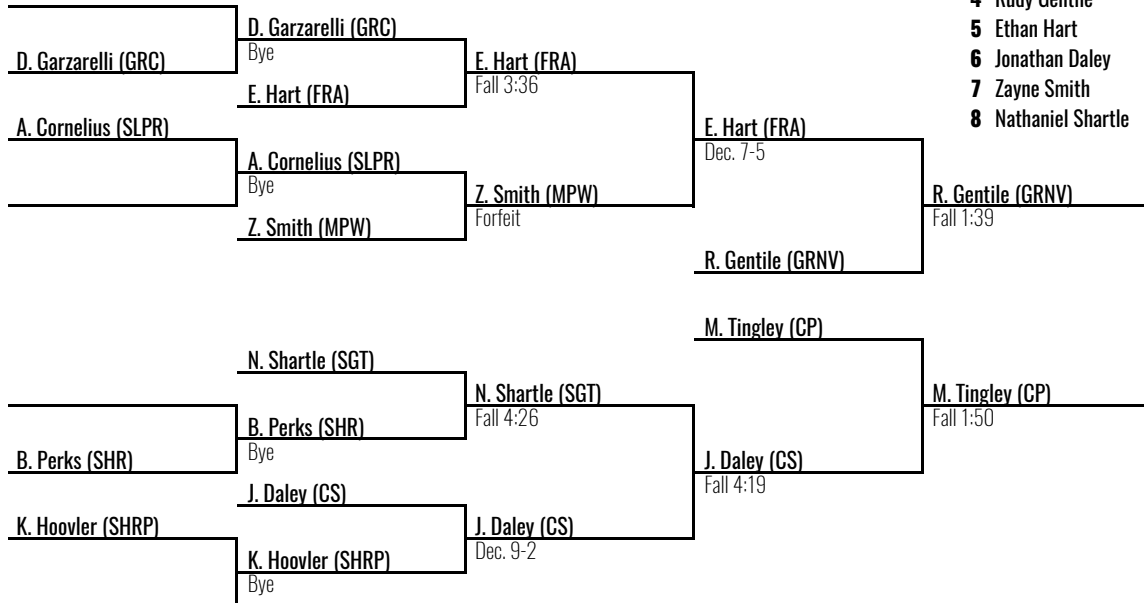 4 Rudy Gentile
D. Garzarelli (GRC)
Bye
5 Ethan Hart
D. Garzarelli (GRC)
E. Hart (FRA)
Fall 3:36
6 Jonathan Daley
E. Hart (FRA)
7 Zayne Smith
A. Cornelius (SLPR)
E. Hart (FRA)
Dec. 7-5
8 Nathaniel Shartle
A. Cornelius (SLPR)
Bye
Z. Smith (MPW)
Forfeit
R. Gentile (GRNV)
Fall 1:39
Z. Smith (MPW)
R. Gentile (GRNV)
M. Tingley (CP)
N. Shartle (SGT)
N. Shartle (SGT)
Fall 4:26
M. Tingley (CP)
Fall 1:50
B. Perks (SHR)
Bye
B. Perks (SHR)
J. Daley (CS)
Fall 4:19
J. Daley (CS)
K. Hoovler (SHRP)
J. Daley (CS)
Dec. 9-2
K. Hoovler (SHRP)
Bye